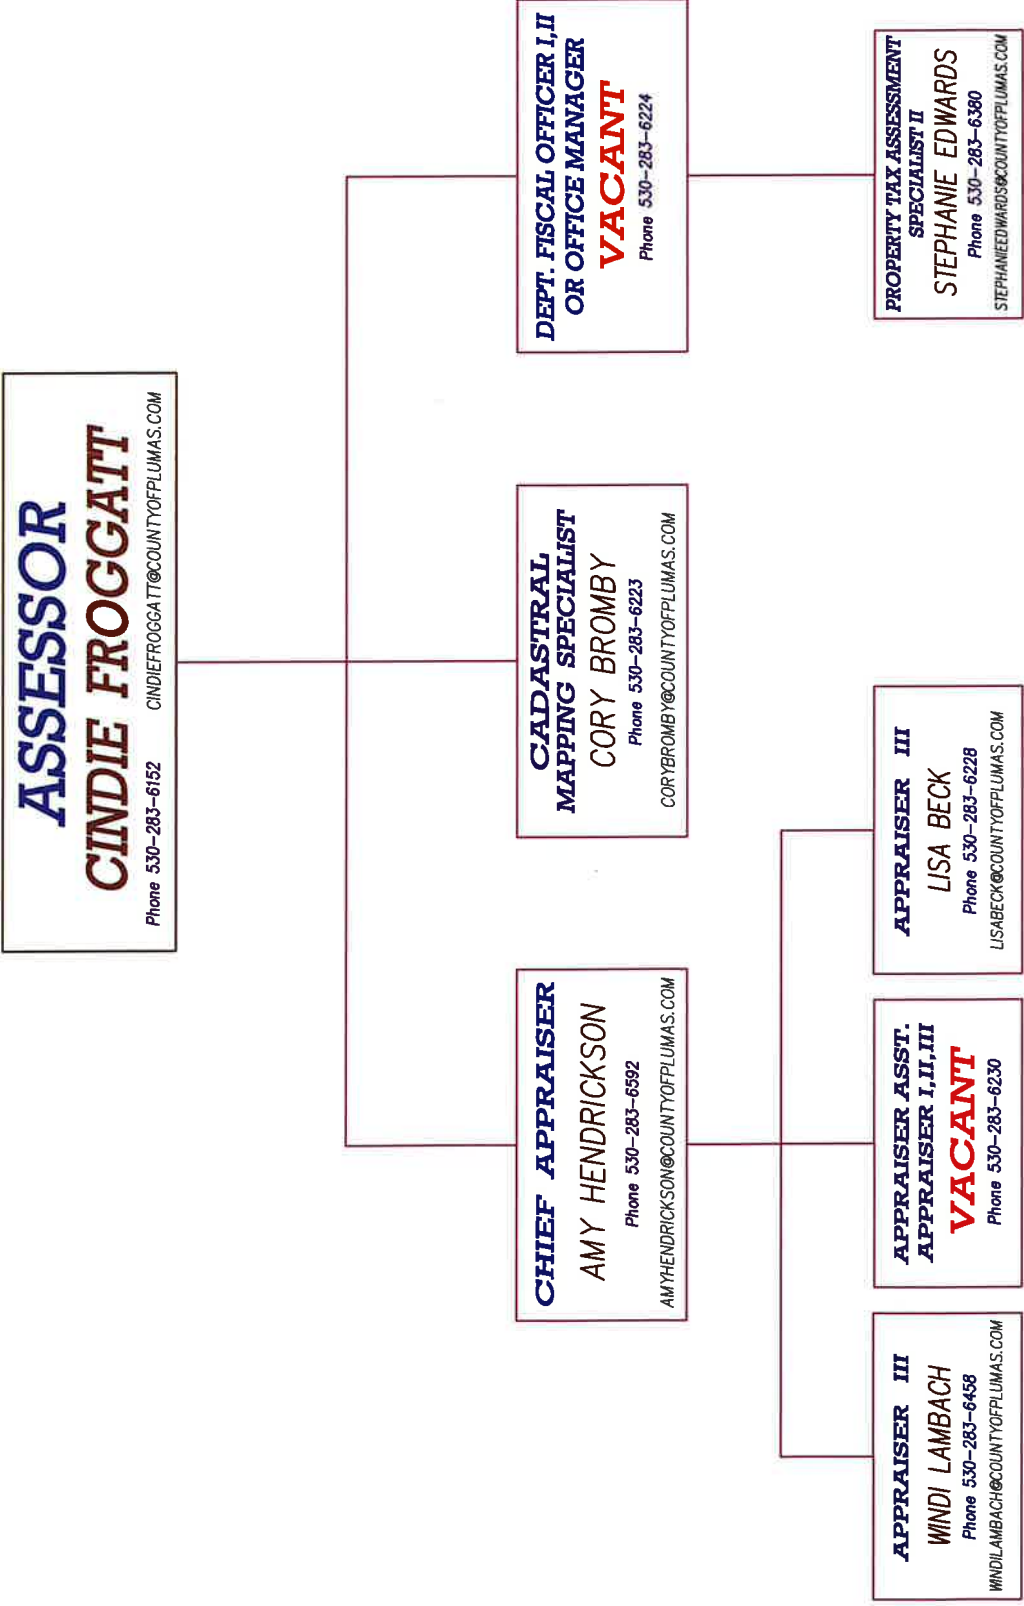 ASSESSOR
CINDIE FROGGATT
Phone 530-283-6152 CINDIEFROGGATT@COUNTYOFPLUMAS.COM
CHIEF APPRAISER
AMY HENDRICKSON
Phone 530-283-6592
AMYHENDRICKSON@COUNTYOFPLUMAS.COM
CADASTRAL
MAPPING SPECIALIST
CORY BROMBY
Phone 530-283-6223
CORYBROMBY@COUNTYOFPLUMAS.COM
DEPT. FISCAL OFFICER I,II
OR OFFICE MANAGER
VACANT
Phone 530-283-6224
APPRAISER III
WINDI LAMBACH
Phone 530-283-6458
WINDILAMBACH@COUNTYOFPLUMAS.COM
APPRAISER ASST.
APPRAISER I,II,III
VACANT
Phone 530-283-6230
APPRAISER III
LISA BECK
Phone 530-283-6228
LISABECK@COUNTYOFPLUMAS.COM
PROPERTY TAX ASSESSMENT
SPECIALIST II
STEPHANIE EDWARDS
Phone 530-283-6380
STEPHANIEEDWARDS@COUNTYOFPLUMAS.COM